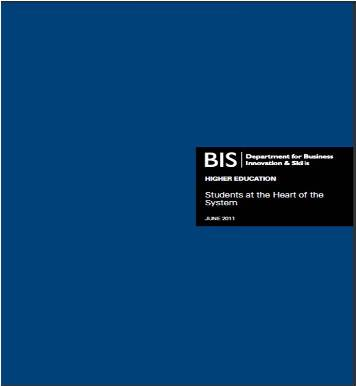 BIS | Department for Business
Innovation & Skills
HIGHER EDUCATION
Students at the Heart of the
System
JUNE 2011